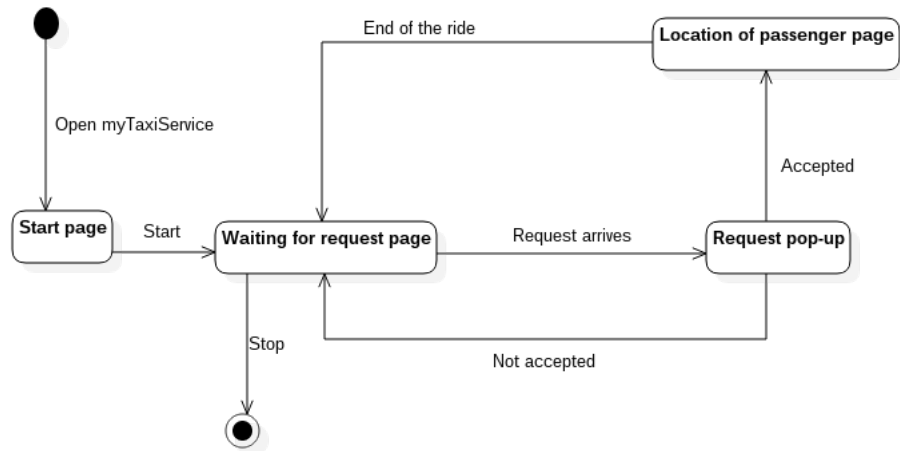 End of the ride
Location of passenger page
Open myTaxiService
Accepted
Start page
Start
Waiting for request page
Request arrives
Request pop-up
Stop
Not accepted